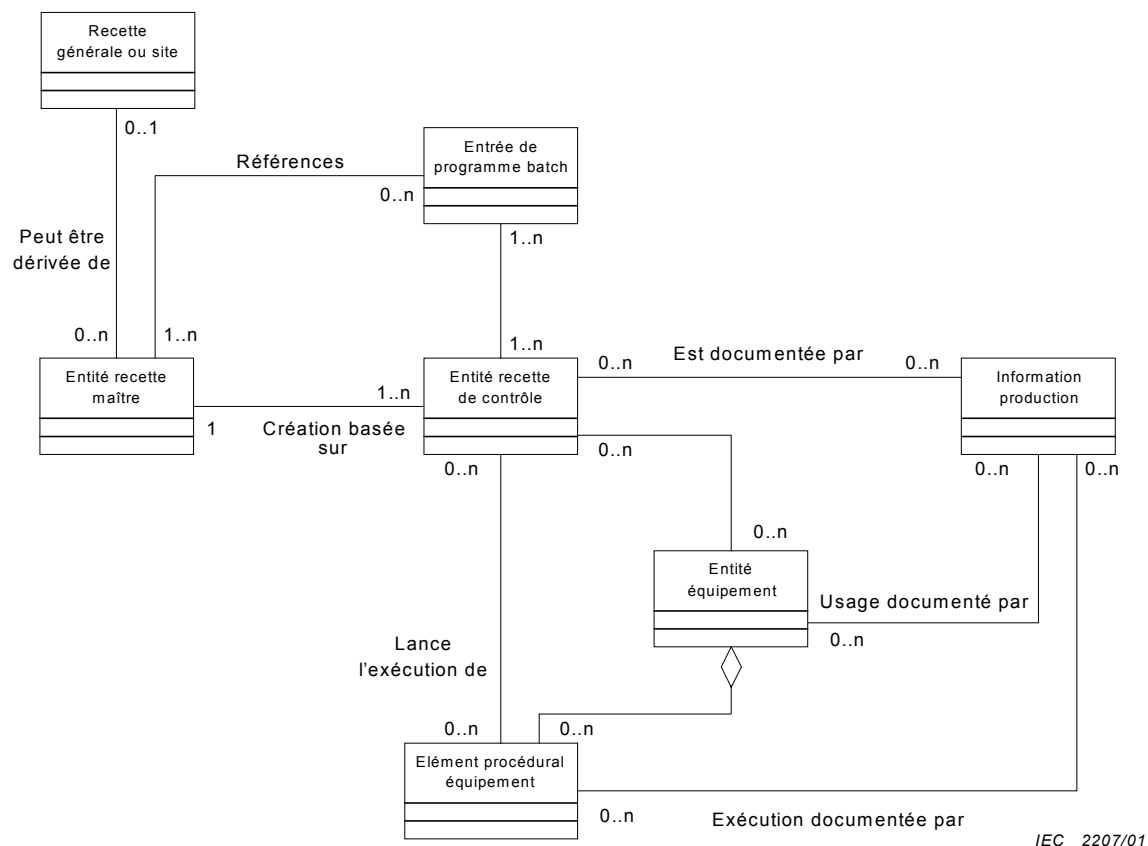 Recette
générale ou site
0..1
Entrée de
programme batch
Références
0..n
1..n
Peut être
dérivée de
0..n
1..n
1..n
0..n
Est documentée par
0..n
Entité recette
maître
Entité recette
de contrôle
Information
production
1..n
1
Création basée
sur
0..n
0..n
0..n
0..n
0..n
Entité
équipement
Usage documenté par
0..n
Lance
l'exécution de
0..n
0..n
Elément procédural
équipement
0..n
Exécution documentée par
IEC 2207/01